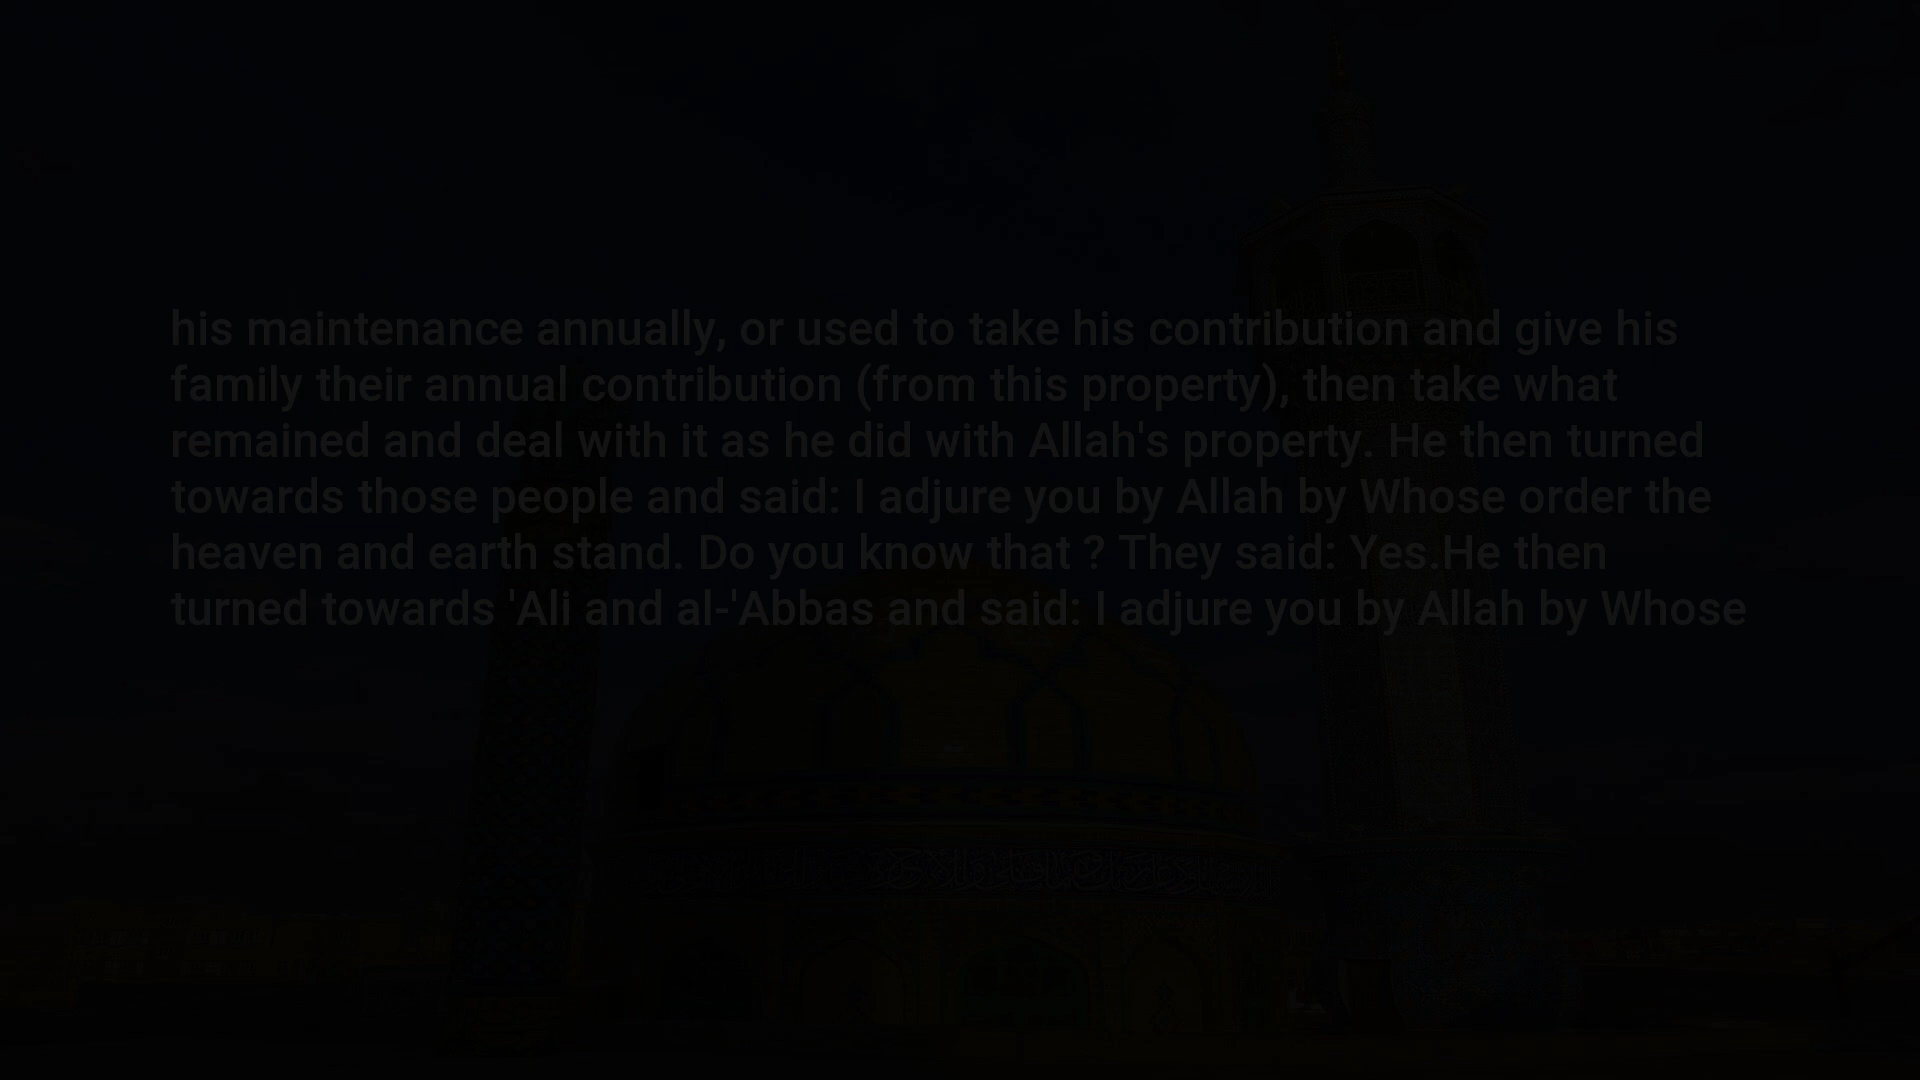 his maintenance annually, or used to take his contribution and give his
family their annual contribution (from this property), then take what
remained and deal with it as he did with Allah's property. He then turned
towards those people and said: I adjure you by Allah by Whose order the
heaven and earth stand. Do you know that ? They said: Yes.He then
turned towards 'Ali and al-'Abbas and said: I adjure you by Allah by Whose